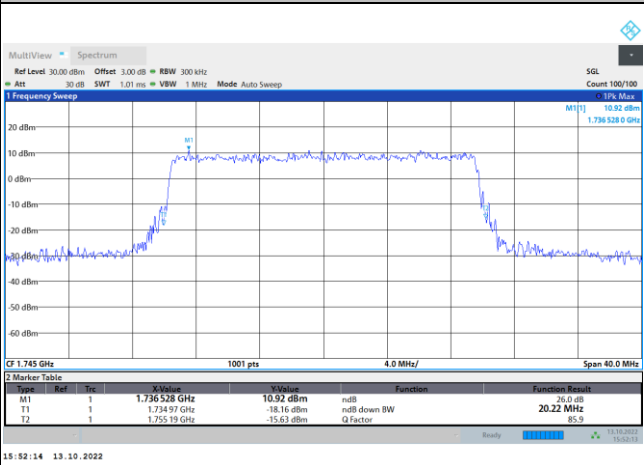 MultiView Spectrum
Ref Level 30.00 dBm Offset 3.00 dB RBW 300 kHz SGL
Att 30 dB SWT 1.01 ms VBW 1 MHz Mode Auto Sweep Count 100/100
1 Frequency Sweep 1Pk Max
M1[1] 10.92 dBm
1.736 528 0 GHz
20 dBm
M1
10 dBm
0 dBm
-10 dBm
-20 dBm
-30 dBm
-40 dBm
-50 dBm
-60 dBm
CF 1.745 GHz 1001 pts 4.0 MHz/ Span 40.0 MHz
2 Marker Table
Type Ref Trc X-Value Y-Value Function Function Result
M1 1 1.736 528 GHz 10.92 dBm ndB 26.0 dB
T1 1 1.734 97 GHz -18.16 dBm ndB down BW 20.22 MHz
T2 1 1.755 19 GHz -15.63 dBm Q Factor 85.9
Ready 13.10.2022
15:52:13
15:52:14 13.10.2022